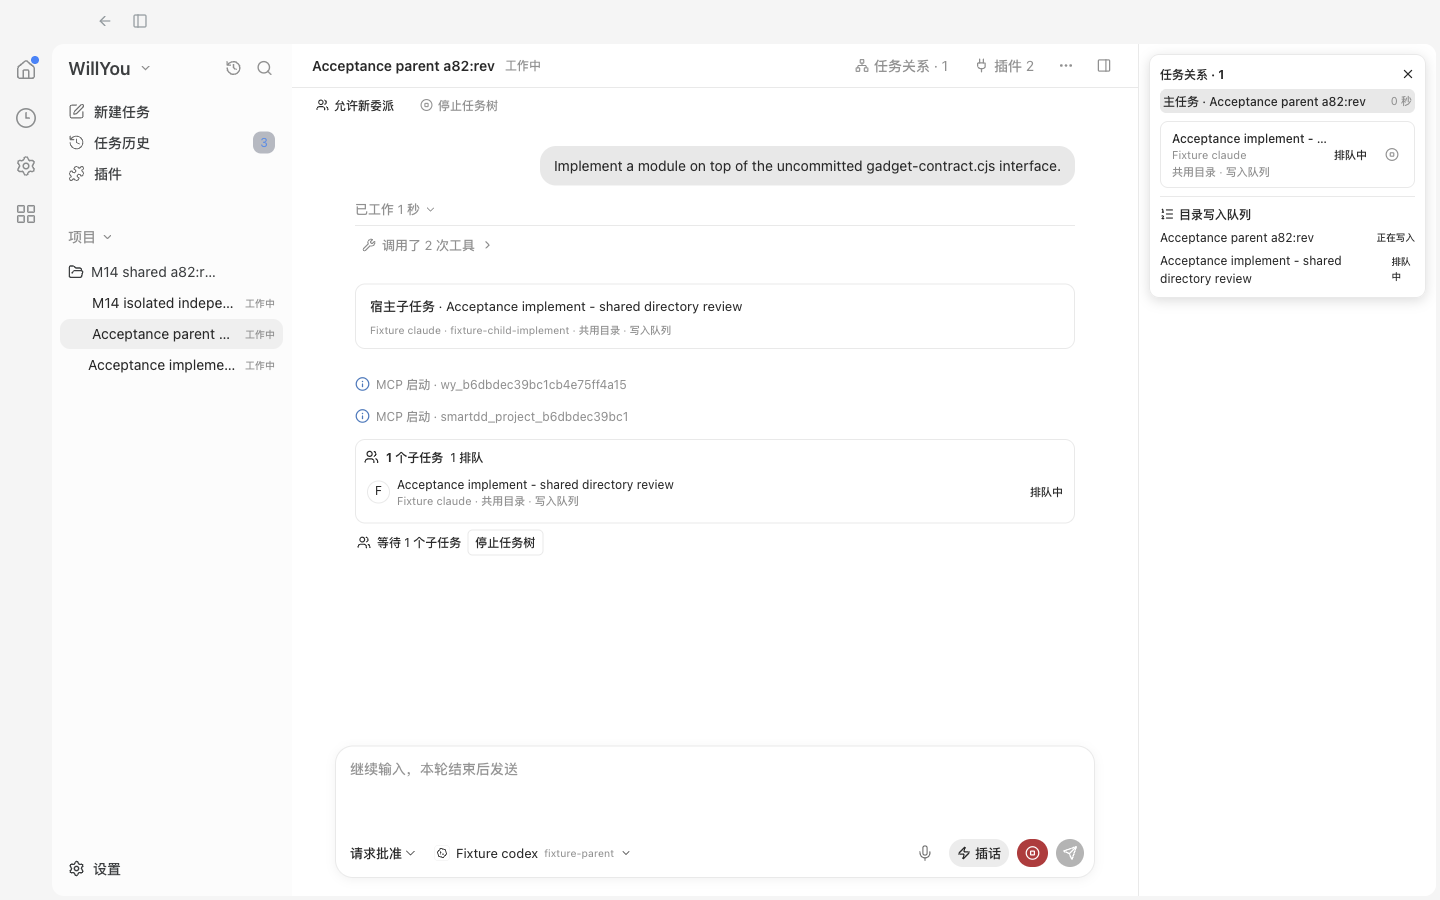 WillYou
新建任务
任务历史
3
插件
项目
M14 shared a82:r...
M14 isolated indepe... 工作中
Acceptance parent ... 工作中
Acceptance impleme... 工作中
设置
Acceptance parent a82:rev 工作中
任务关系 · 1
插件 2
允许新委派
停止任务树
Implement a module on top of the uncommitted gadget-contract.cjs interface.
已工作 1 秒
调用了 2 次工具
宿主子任务 · Acceptance implement - shared directory review
Fixture claude · fixture-child-implement · 共用目录 · 写入队列
MCP 启动 · wy_b6dbdec39bc1cb4e75ff4a15
MCP 启动 · smartdd_project_b6dbdec39bc1
1 个子任务 1 排队
F
Acceptance implement - shared directory review
Fixture claude · 共用目录 · 写入队列
排队中
等待 1 个子任务
停止任务树
继续输入，本轮结束后发送
请求批准
Fixture codex fixture-parent
插话
任务关系 · 1
主任务 · Acceptance parent a82:rev 0 秒
Acceptance implement - ...
Fixture claude
共用目录 · 写入队列
排队中
目录写入队列
Acceptance parent a82:rev 正在写入
Acceptance implement - shared
directory review
排队
中